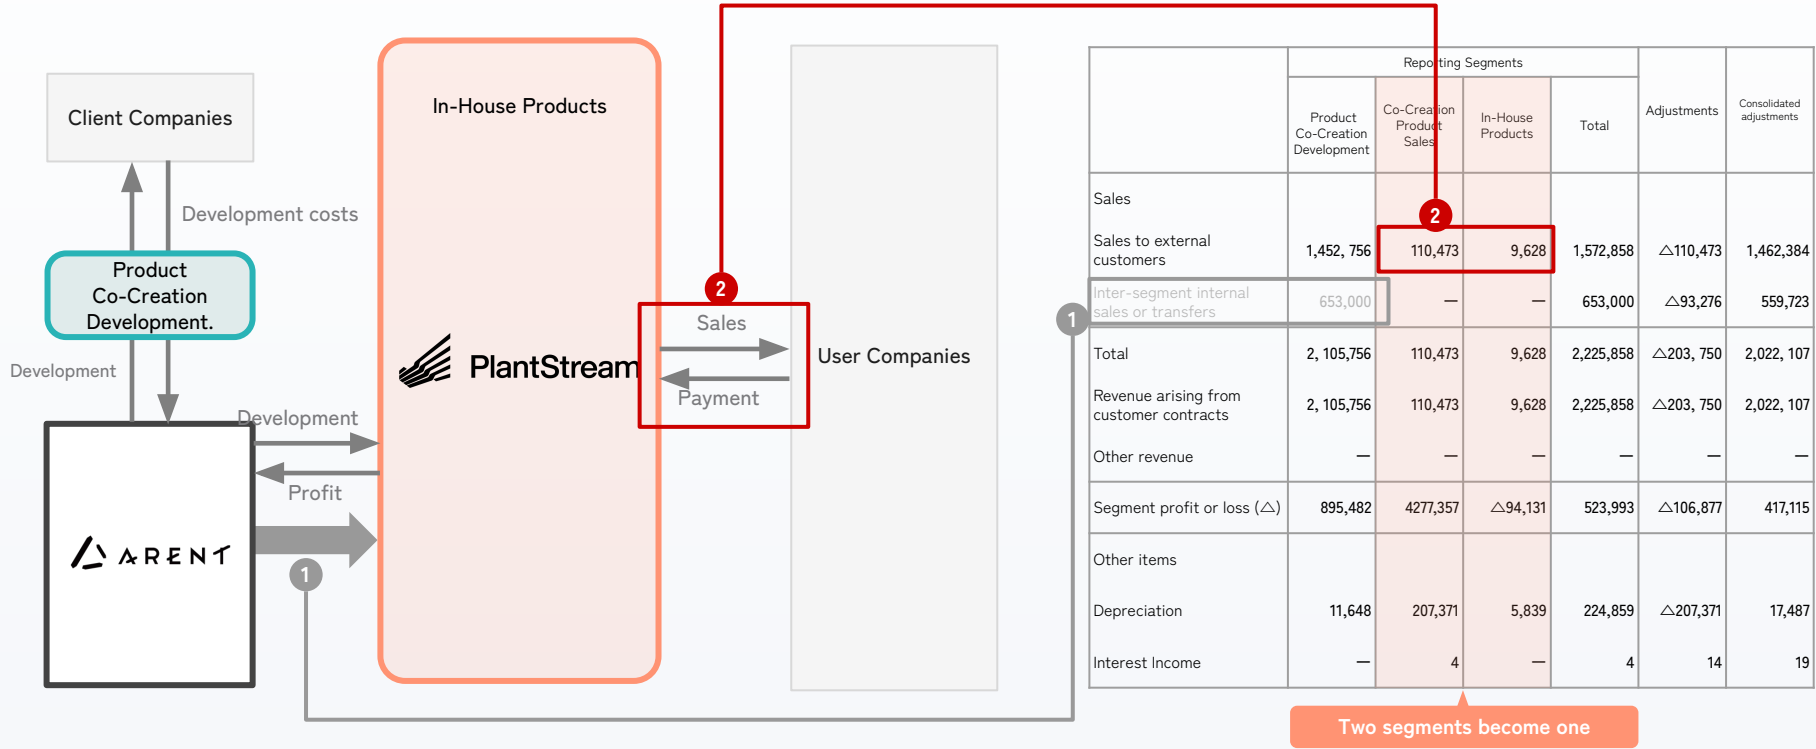 Client Companies
Development costs
Product
Co-Creation
Development.
Development
Development
Profit
ARENT
1
In-House Products
PlantStream
2
Sales
Payment
User Companies
1
Reporting Segments
Product
Co-Creation
Development
Co-Creation
Product
Sales
In-House
Products
Total
Adjustments
Consolidated
adjustments
Sales
2
Sales to external
customers
1,452, 756 110,473 9,628 1,572,858 △110,473 1,462,384
Inter-segment internal
sales or transfers
653,000 — — 653,000 △93,276 559,723
Total 2, 105,756 110,473 9,628 2,225,858 △203, 750 2,022, 107
Revenue arising from
customer contracts
2, 105,756 110,473 9,628 2,225,858 △203, 750 2,022, 107
Other revenue — — — — — —
Segment profit or loss (△) 895,482 4277,357 △94,131 523,993 △106,877 417,115
Other items
Depreciation 11,648 207,371 5,839 224,859 △207,371 17,487
Interest Income — 4 — 4 14 19
Two segments become one